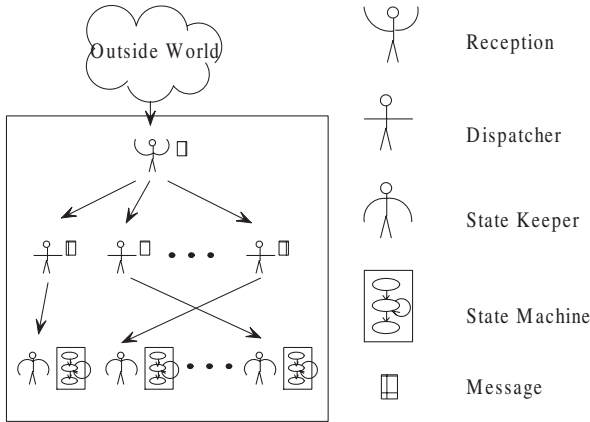 Outside World
Reception
Dispatcher
State Keeper
State Machine
Message